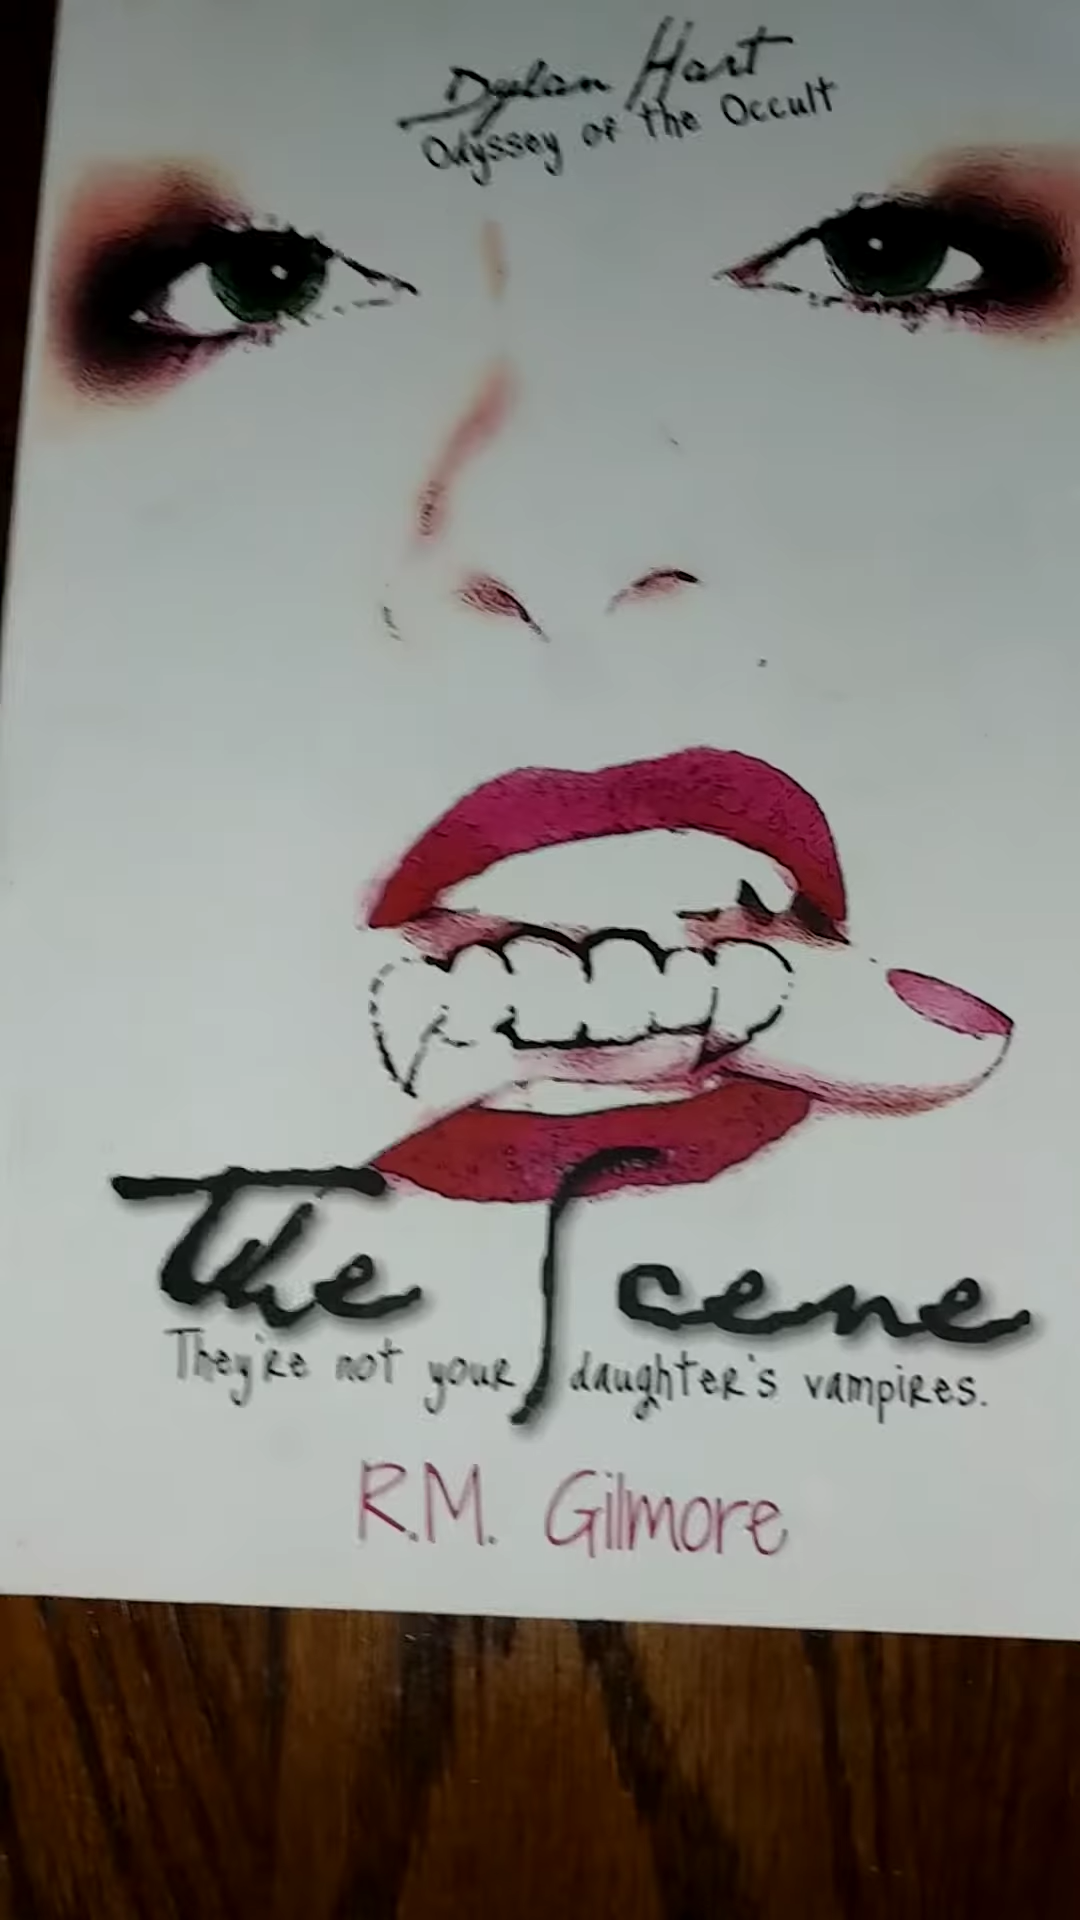 Dylan Hart
Odyssey of the Occult
The Scene
They're not your daughter's vampires.
R.M. Gilmore